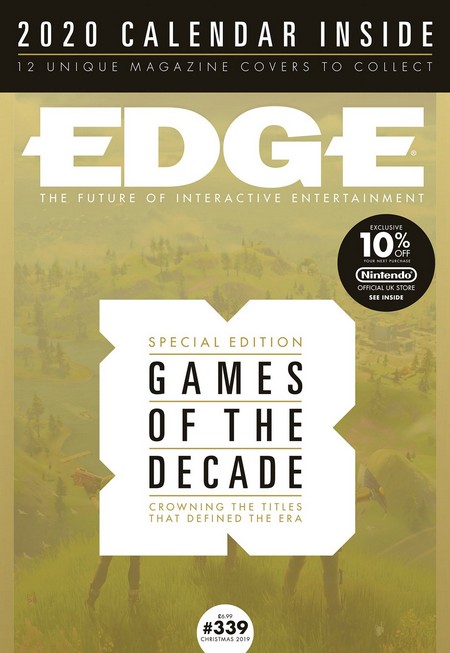 2020 CALENDAR INSIDE
12 UNIQUE MAGAZINE COVERS TO COLLECT
EDGE®
THE FUTURE OF INTERACTIVE ENTERTAINMENT
EXCLUSIVE
10% OFF
YOUR NEXT PURCHASE
Nintendo
OFFICIAL UK STORE
SEE INSIDE
SPECIAL EDITION
GAMES
OF THE
DECADE
CROWNING THE TITLES
THAT DEFINED THE ERA
£6.99
#339
CHRISTMAS 2019